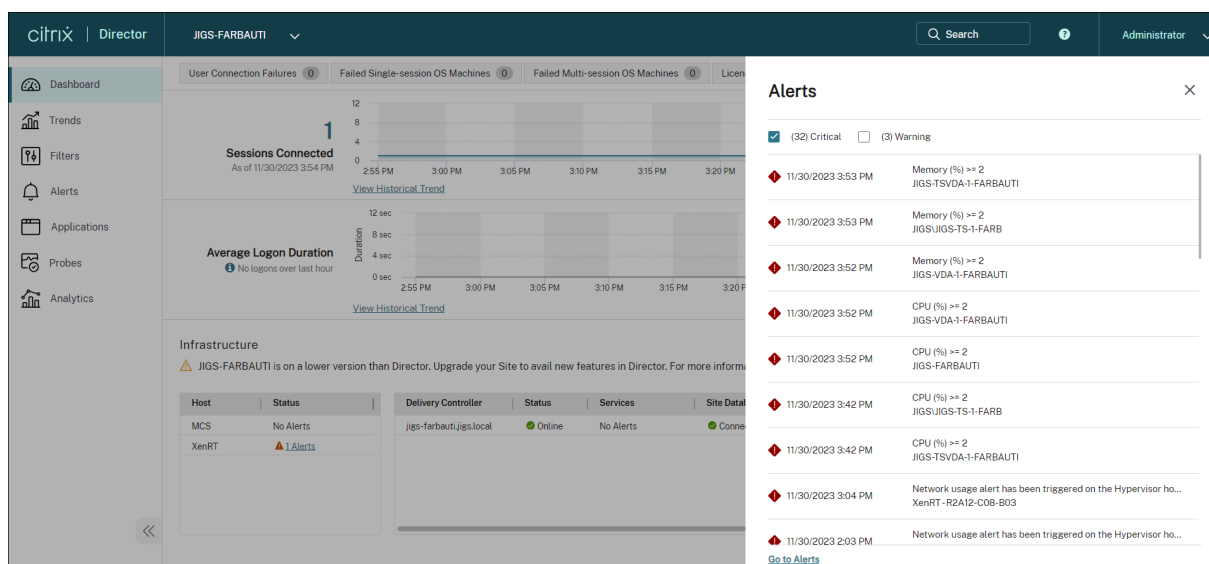 citrix | Director
JIGS-FARBAUTI
Search
?
Administrator
Dashboard
Trends
Filters
Alerts
Applications
Probes
Analytics
User Connection Failures 0
Failed Single-session OS Machines 0
Failed Multi-session OS Machines 0
1
Sessions Connected
As of 11/30/2023 3:54 PM
12
8
4
0
2:55 PM 3:00 PM 3:05 PM 3:10 PM 3:15 PM 3:20 PM
View Historical Trend
Average Logon Duration
No logons over last hour
Duration
12 sec
8 sec
4 sec
0 sec
2:55 PM 3:00 PM 3:05 PM 3:10 PM 3:15 PM 3:20
View Historical Trend
Infrastructure
JIGS-FARBAUTI is on a lower version than Director. Upgrade your Site to avail new features in Director. For more
Host Status
MCS No Alerts
XenRT 1 Alerts
Delivery Controller Status Services Site
jigs-farbauti.jigs.local Online No Alerts
Alerts
(32) Critical (3) Warning
11/30/2023 3:53 PM Memory (%) >= 2
JIGS-TSVDA-1-FARBAUTI
11/30/2023 3:53 PM Memory (%) >= 2
JIGS\JIGS-TS-1-FARB
11/30/2023 3:52 PM Memory (%) >= 2
JIGS-VDA-1-FARBAUTI
11/30/2023 3:52 PM CPU (%) >= 2
JIGS-VDA-1-FARBAUTI
11/30/2023 3:52 PM CPU (%) >= 2
JIGS-FARBAUTI
11/30/2023 3:42 PM CPU (%) >= 2
JIGS\JIGS-TS-1-FARB
11/30/2023 3:42 PM CPU (%) >= 2
JIGS-TSVDA-1-FARBAUTI
11/30/2023 3:04 PM Network usage alert has been triggered on the Hypervisor ho...
XenRT - R2A12-C08-B03
11/30/2023 2:03 PM Network usage alert has been triggered on the Hypervisor ho...
Go to Alerts